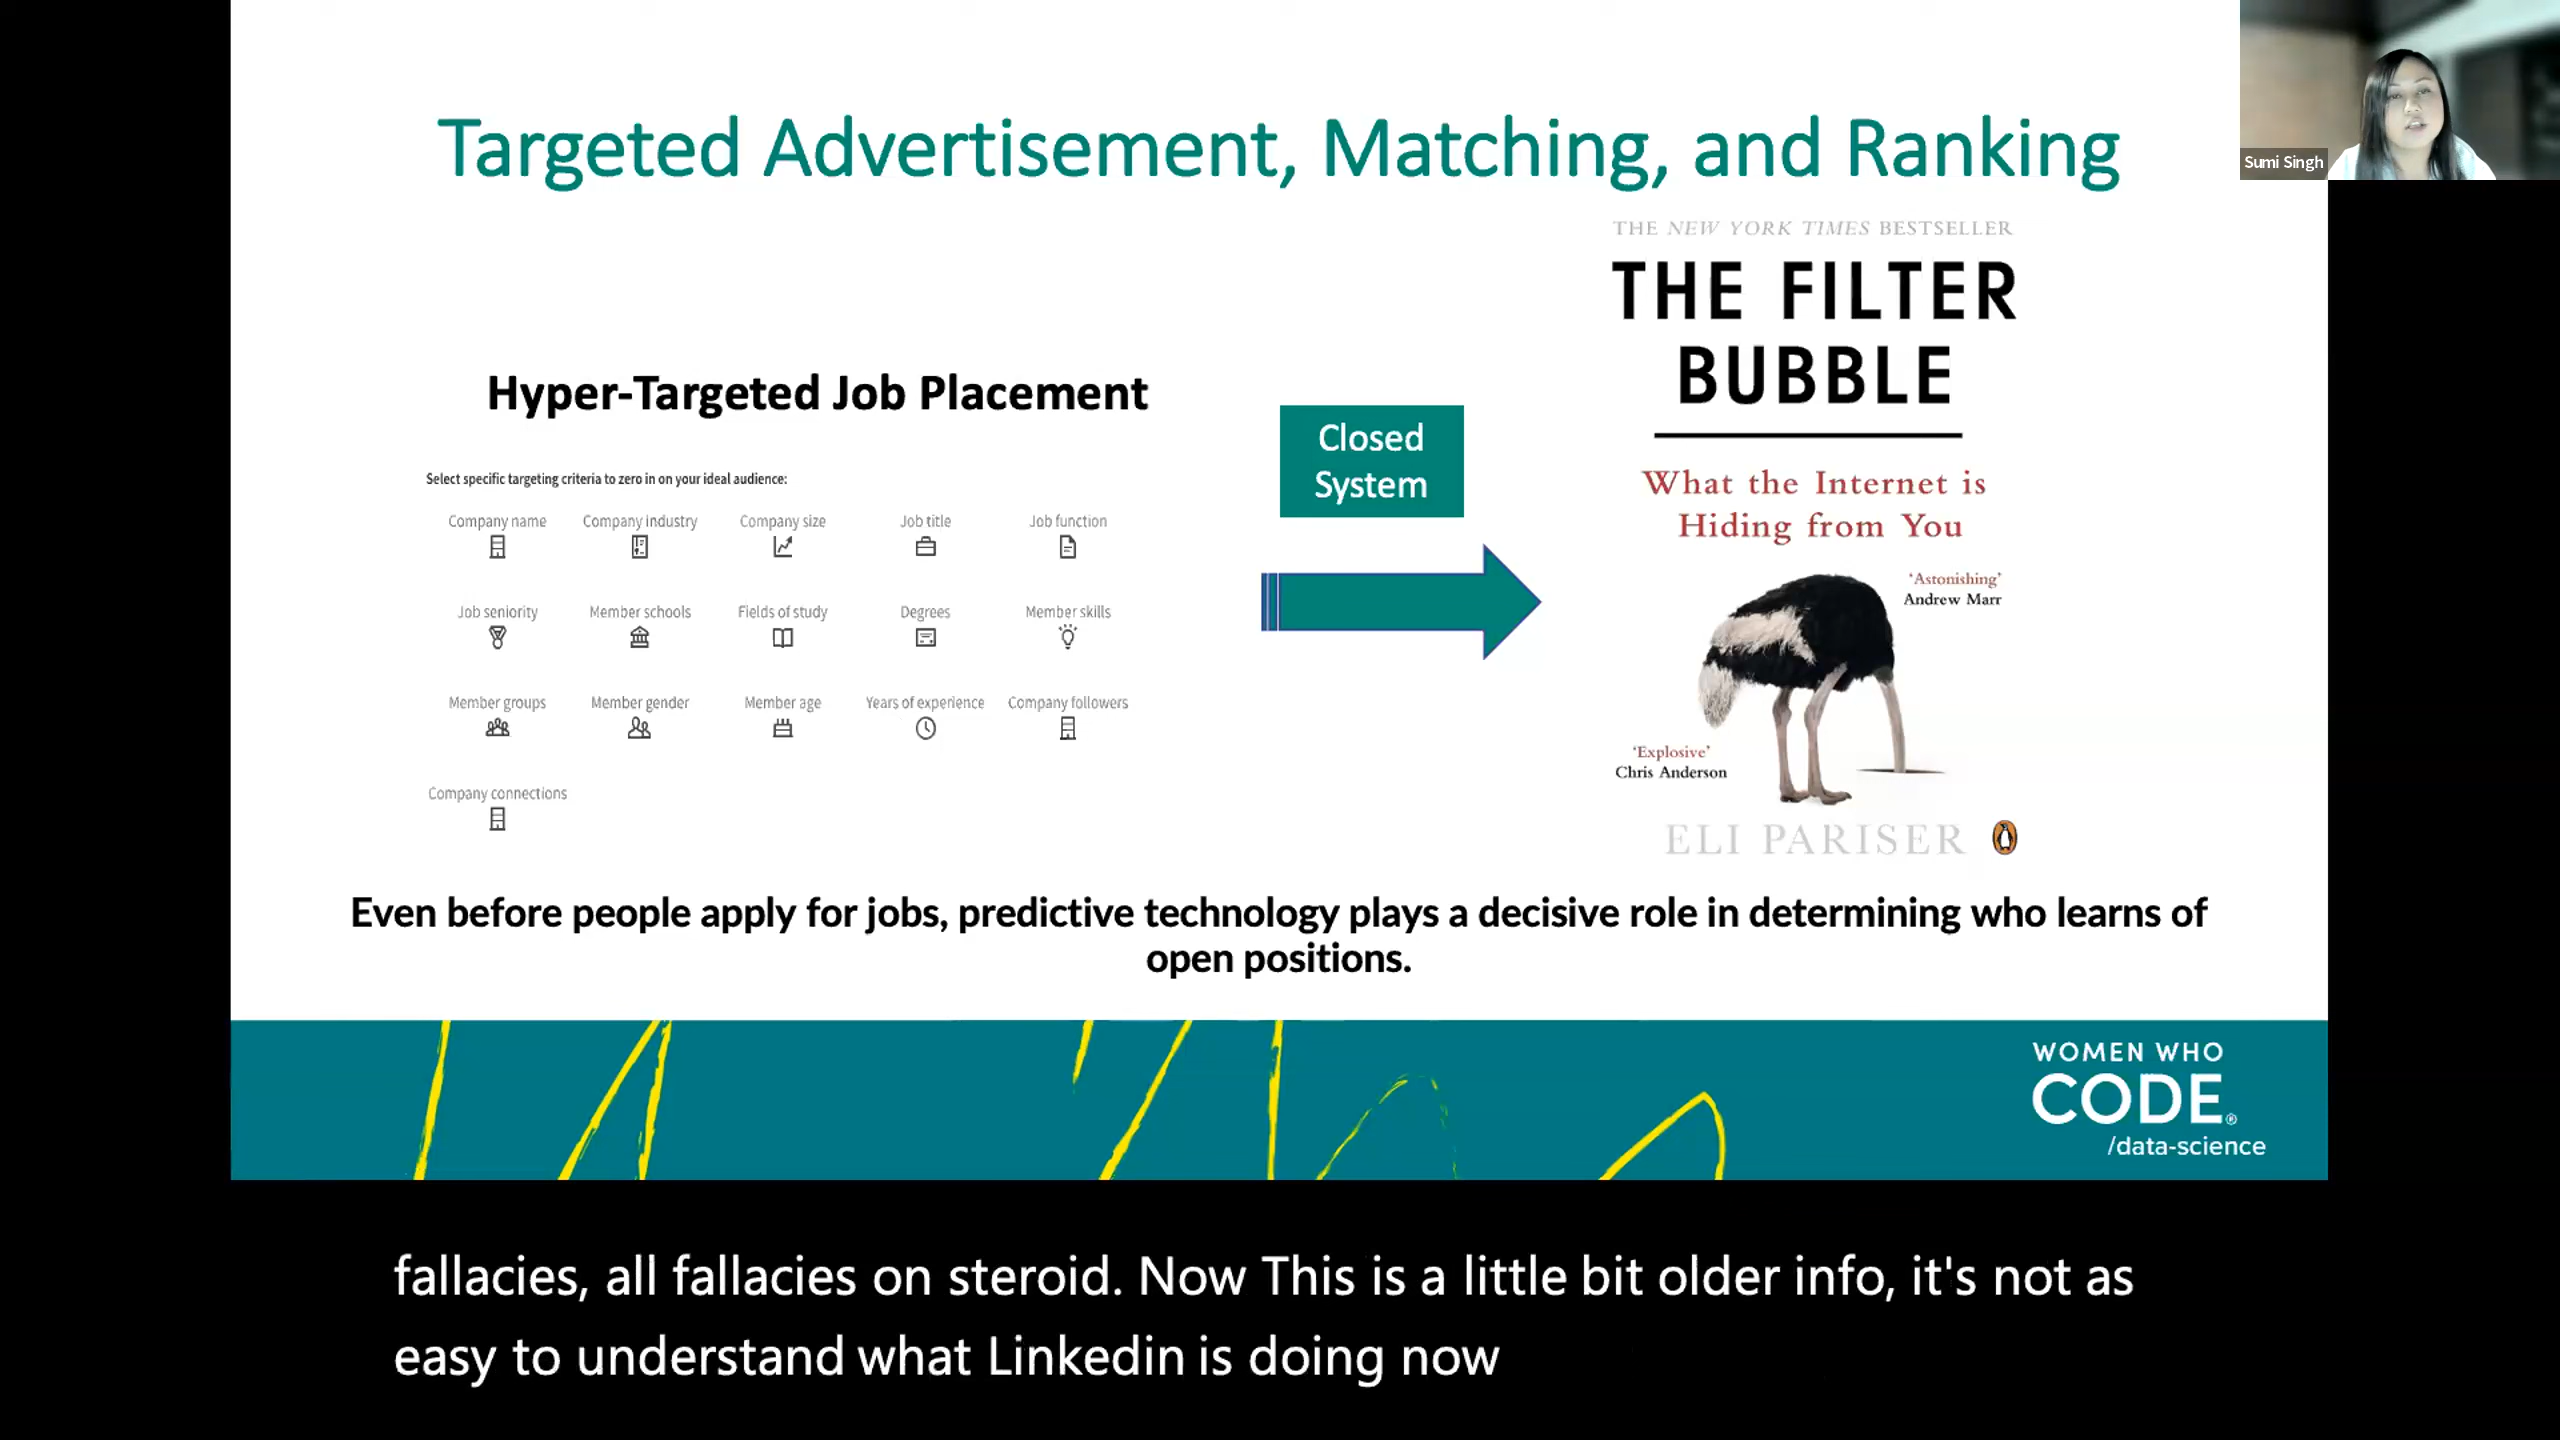 Targeted Advertisement, Matching, and Ranking
Sumi Singh
Hyper-Targeted Job Placement
Select specific targeting criteria to zero in on your ideal audience:
Company name Company industry Company size Job title Job function
Job seniority Member schools Fields of study Degrees Member skills
Member groups Member gender Member age Years of experience Company followers
Company connections
Closed
System
THE NEW YORK TIMES BESTSELLER
THE FILTER
BUBBLE
What the Internet is
Hiding from You
'Astonishing'
Andrew Marr
'Explosive'
Chris Anderson
ELI PARISER
Even before people apply for jobs, predictive technology plays a decisive role in determining who learns of
open positions.
WOMEN WHO
CODE®
/data-science
fallacies, all fallacies on steroid. Now This is a little bit older info, it's not as
easy to understand what Linkedin is doing now